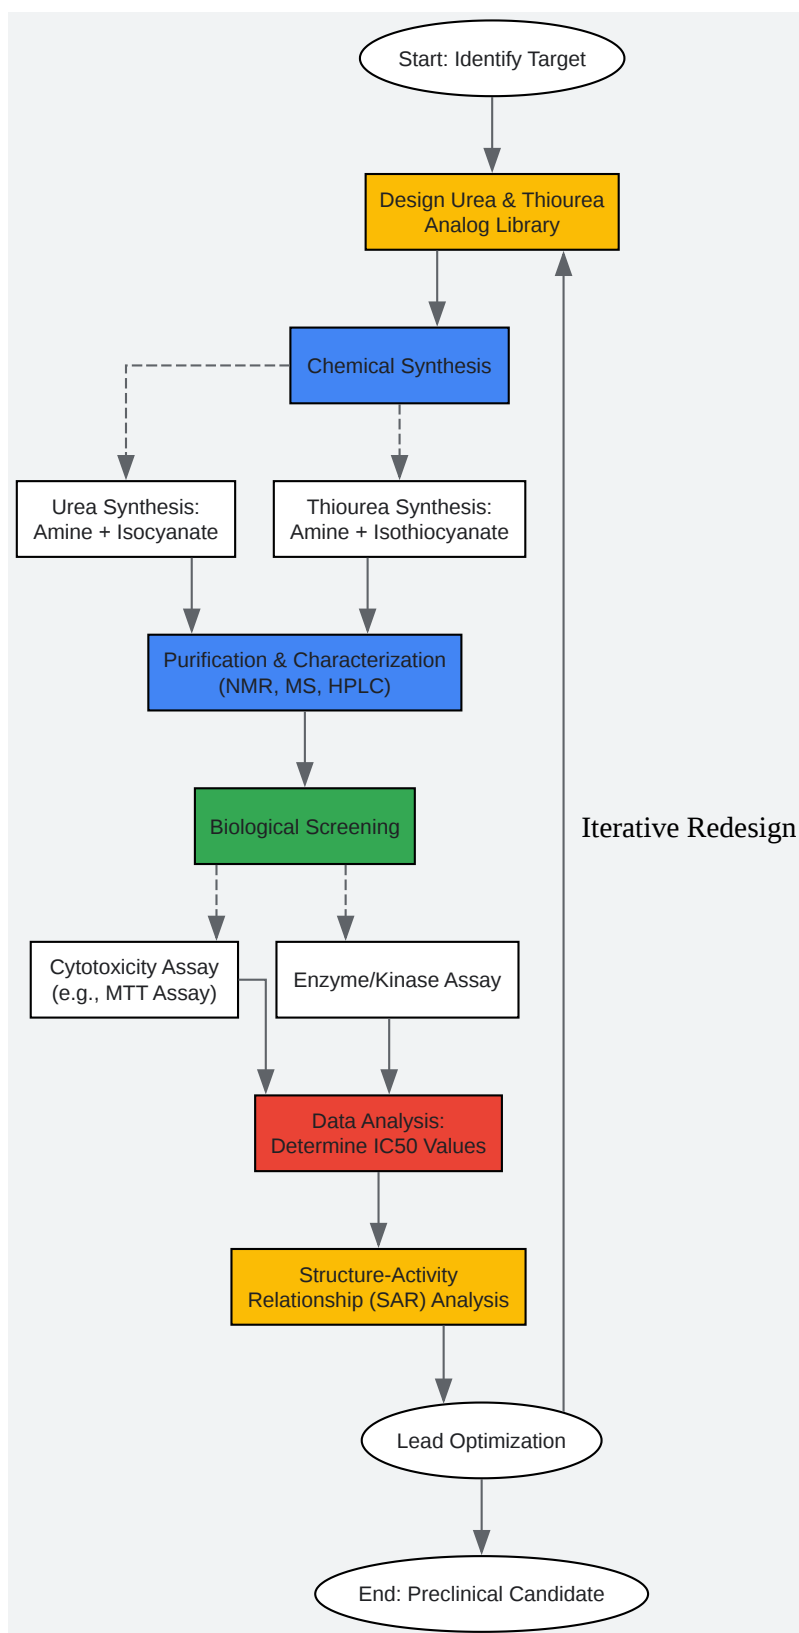 Start: Identify Target
Design Urea & Thiourea
Analog Library
Chemical Synthesis
Urea Synthesis:
Amine + Isocyanate
Thiourea Synthesis:
Amine + Isothiocyanate
Purification & Characterization
(NMR, MS, HPLC)
Biological Screening
Iterative Redesign
Cytotoxicity Assay
(e.g., MTT Assay)
Enzyme/Kinase Assay
Data Analysis:
Determine IC50 Values
Structure-Activity
Relationship (SAR) Analysis
Lead Optimization
End: Preclinical Candidate